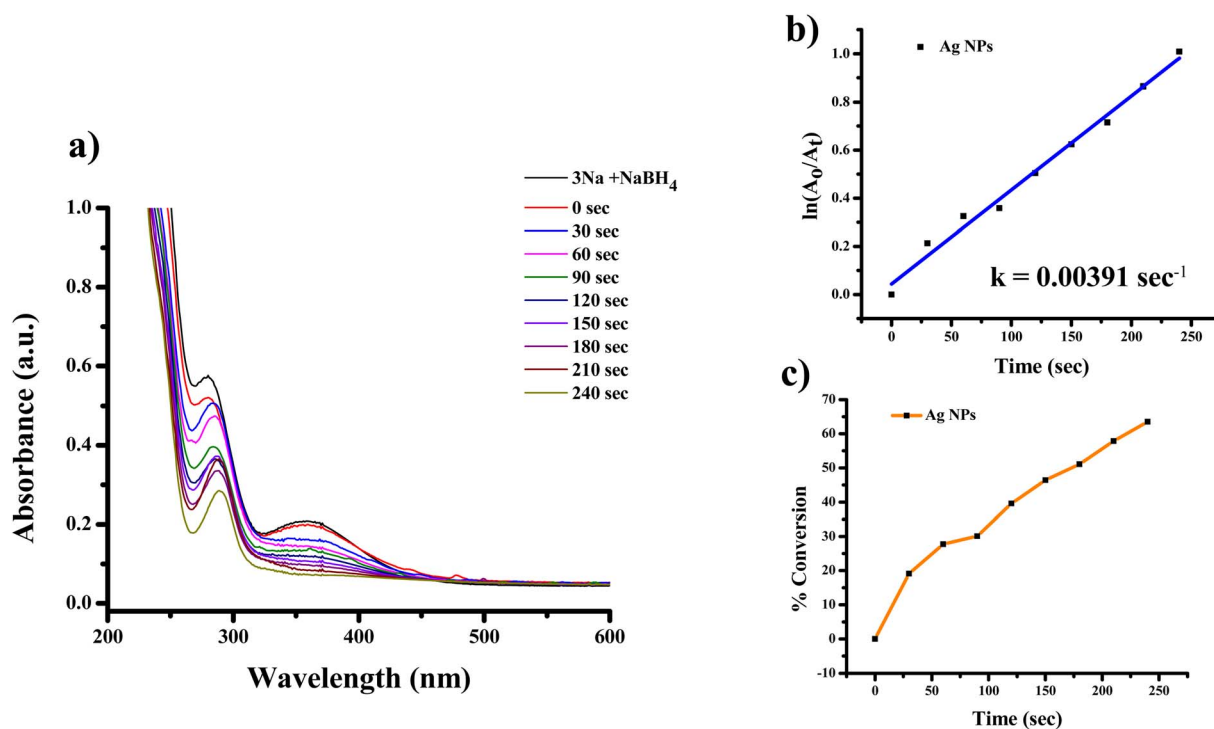 a)
Absorbance (a.u.)
1.0
0.8
0.6
0.4
0.2
0.0
200 250 300 350 400 450 500 600
Wavelength (nm)
3Na +NaBH4
0 sec
30 sec
60 sec
90 sec
120 sec
150 sec
180 sec
210 sec
240 sec
b)
Ag NPs
ln(Ao/At)
1.0
0.8
0.6
0.4
0.2
0.0
k = 0.00391 sec-1
0 50 100 150 200 250
Time (sec)
c)
Ag NPs
% Conversion
70
60
50
40
30
20
10
0
-10
0 50 100 150 200 250
Time (sec)